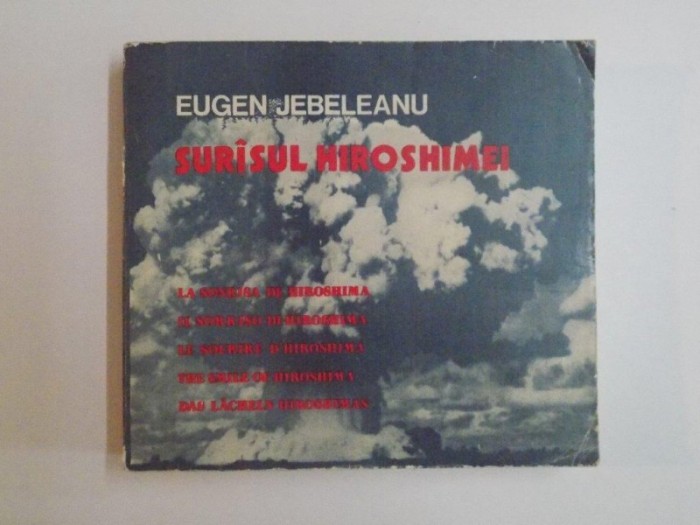 EUGEN JEBELEANU
SURÎSUL HIROSHIMEI
LA SONRISA DE HIROSHIMA
IL SORRISO DI HIROSHIMA
LE SOURIRE D'HIROSHIMA
THE SMILE OF HIROSHIMA
DAS LÄCHELN HIROSHIMAS